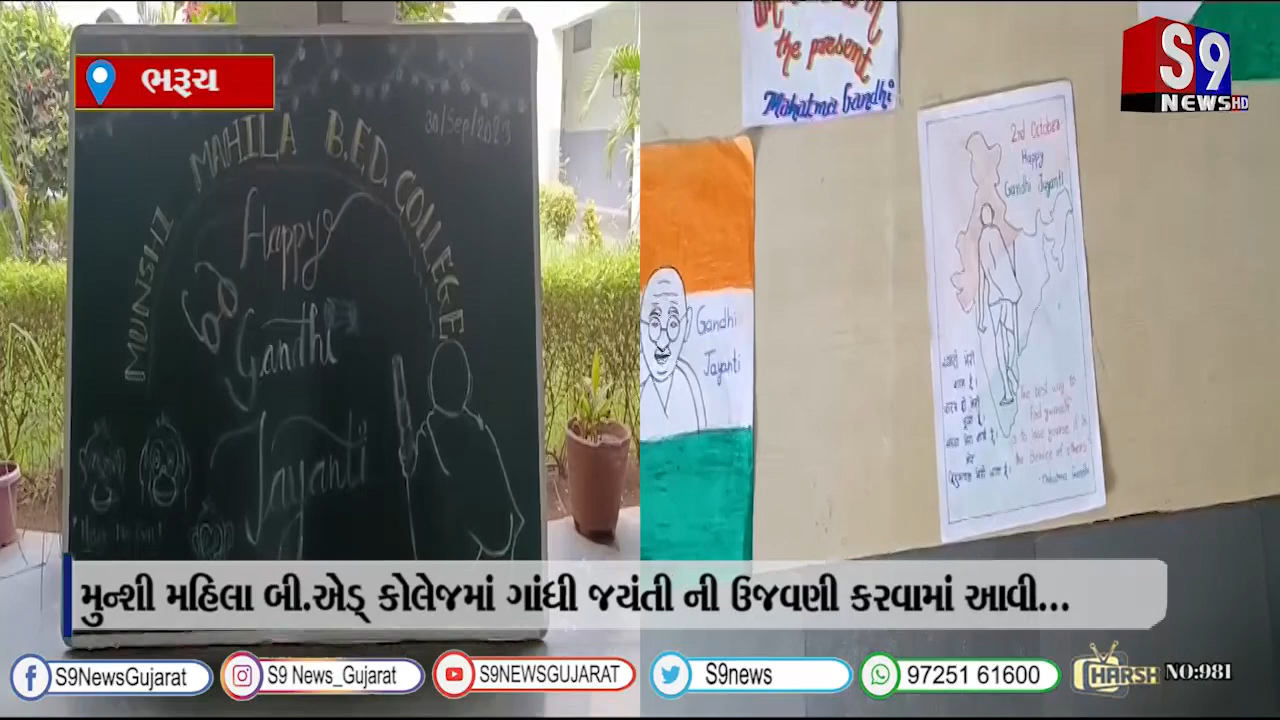 ભરૂચ
30/Sep/2023
MUNSHI MAHILA B.ED. COLLEGE
Happy
Gandhi
Jayanti
the present
Mahatma Gandhi
S9
NEWS HD
Gandhi
Jayanti
2nd October
Happy
Gandhi Jayanti
The best way to
find yourself
is to lose yourself in
the service of others
- Mahatma Gandhi
મુન્શી મહિલા બી.એડ્ કોલેજમાં ગાંધી જયંતી ની ઉજવણી કરવામાં આવી...
S9NewsGujarat
S9 News_Gujarat
S9NEWSGUJARAT
S9news
97251 61600
HARSH
NO:981